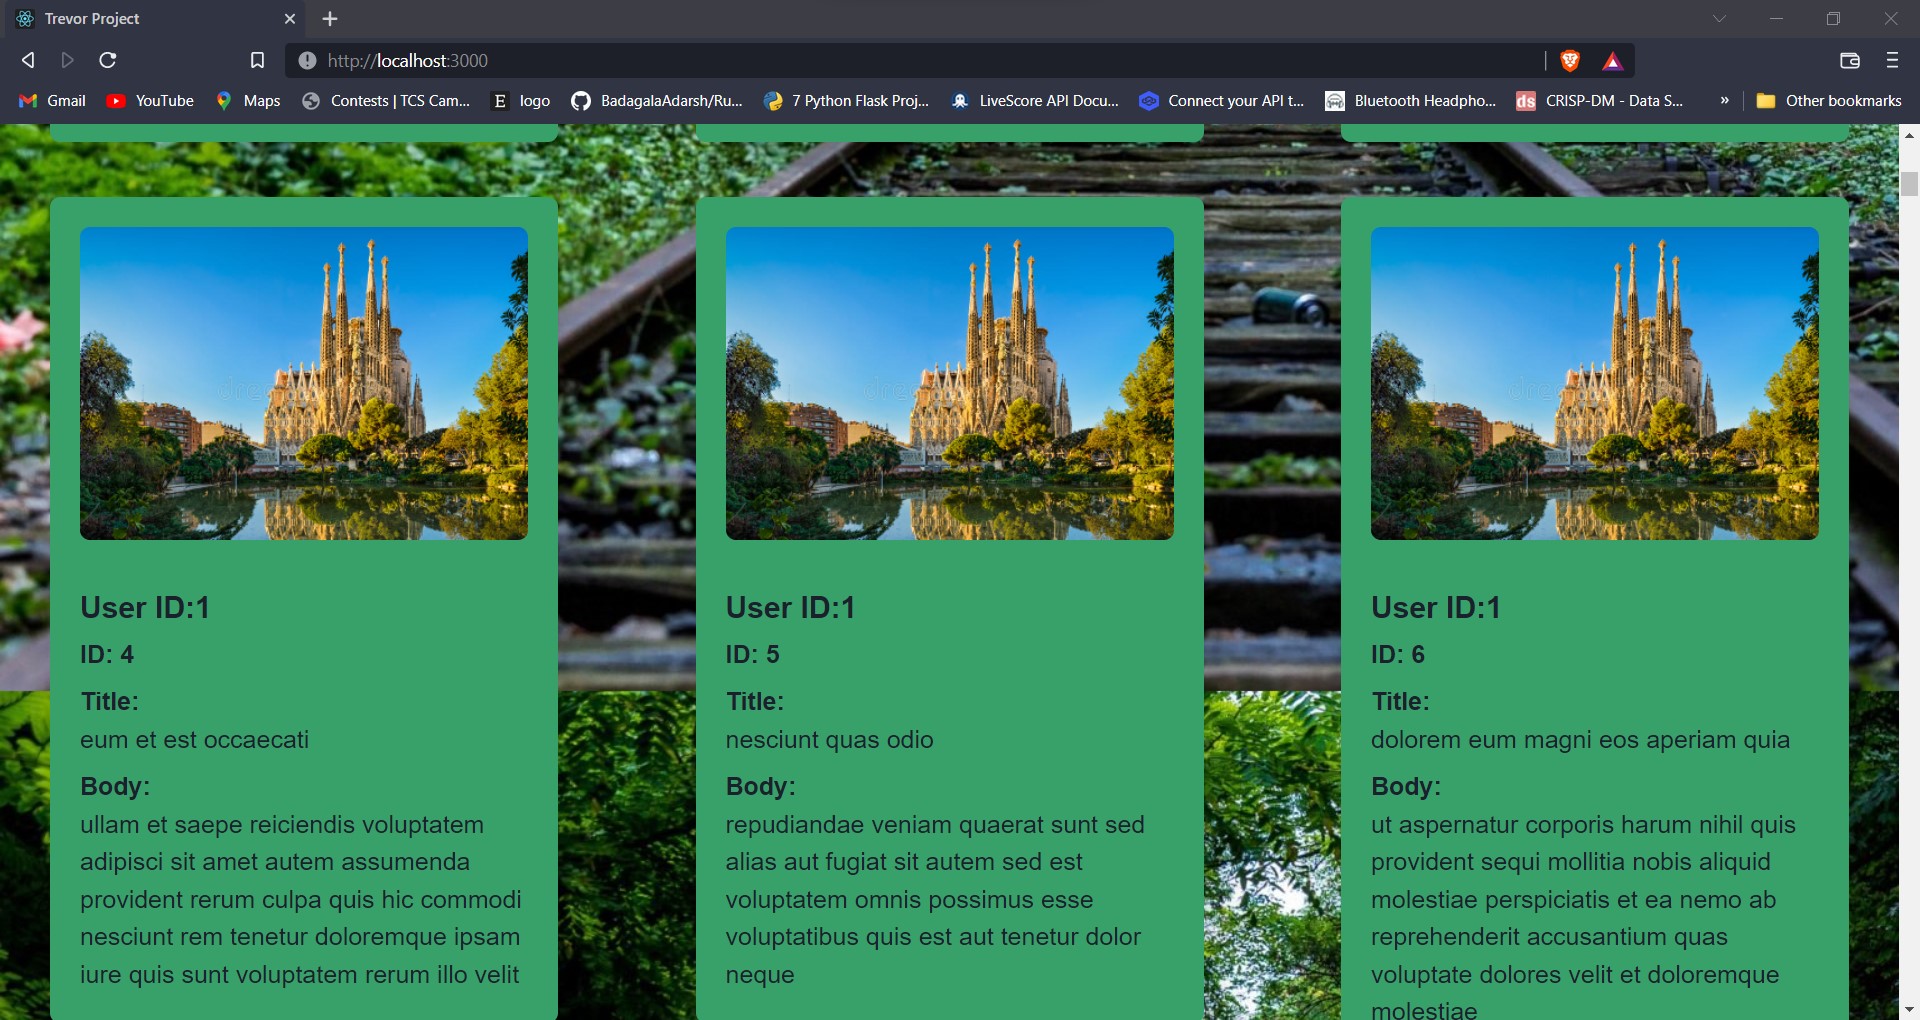 Trevor Project
http://localhost:3000
Gmail
YouTube
Maps
Contests | TCS Cam...
E
logo
BadagalaAdarsh/Ru...
7 Python Flask Proj...
LiveScore API Docu...
Connect your API t...
Bluetooth Headpho...
ds
CRISP-DM - Data S...
»
Other bookmarks
User ID:1
ID: 4
Title:
eum et est occaecati
Body:
ullam et saepe reiciendis voluptatem
adipisci sit amet autem assumenda
provident rerum culpa quis hic commodi
nesciunt rem tenetur doloremque ipsam
iure quis sunt voluptatem rerum illo velit
User ID:1
ID: 5
Title:
nesciunt quas odio
Body:
repudiandae veniam quaerat sunt sed
alias aut fugiat sit autem sed est
voluptatem omnis possimus esse
voluptatibus quis est aut tenetur dolor
neque
User ID:1
ID: 6
Title:
dolorem eum magni eos aperiam quia
Body:
ut aspernatur corporis harum nihil quis
provident sequi mollitia nobis aliquid
molestiae perspiciatis et ea nemo ab
reprehenderit accusantium quas
voluptate dolores velit et doloremque
molestiae